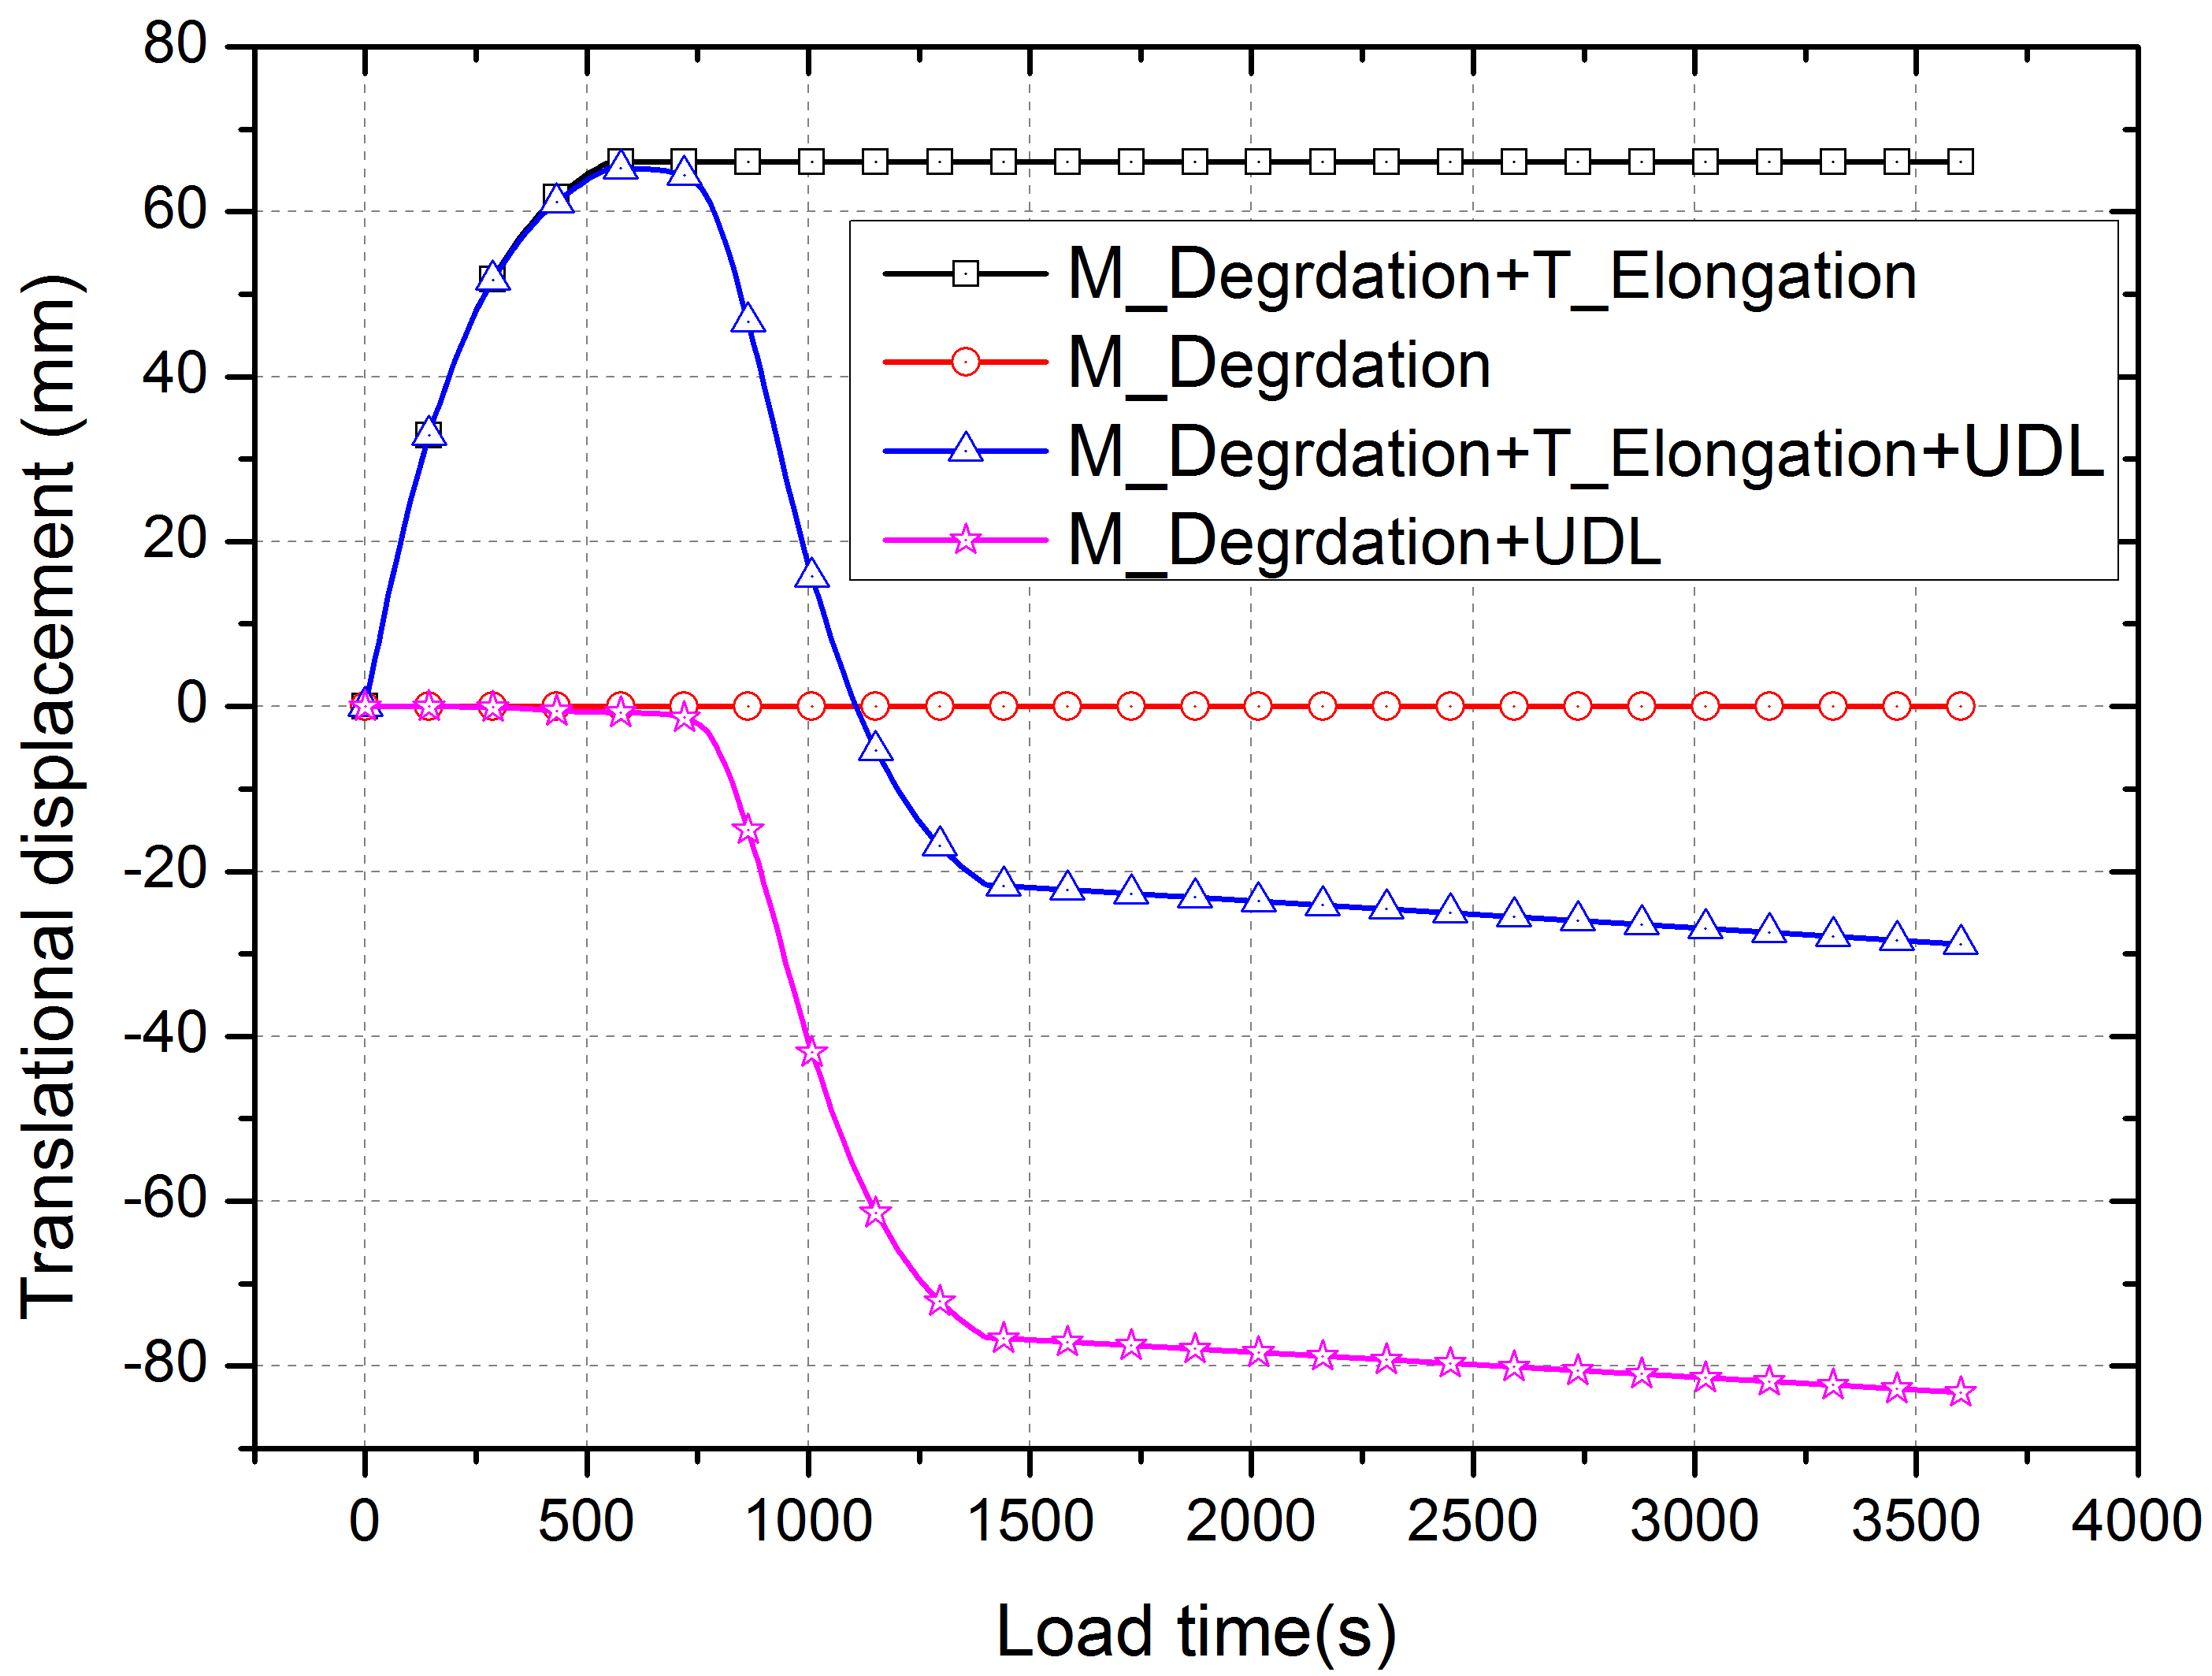 Translational displacement (mm)
80
60
40
20
0
-20
-40
-60
-80
M_Degrdation+T_Elongation
M_Degrdation
M_Degrdation+T_Elongation+UDL
M_Degrdation+UDL
0 500 1000 1500 2000 2500 3000 3500 4000
Load time(s)